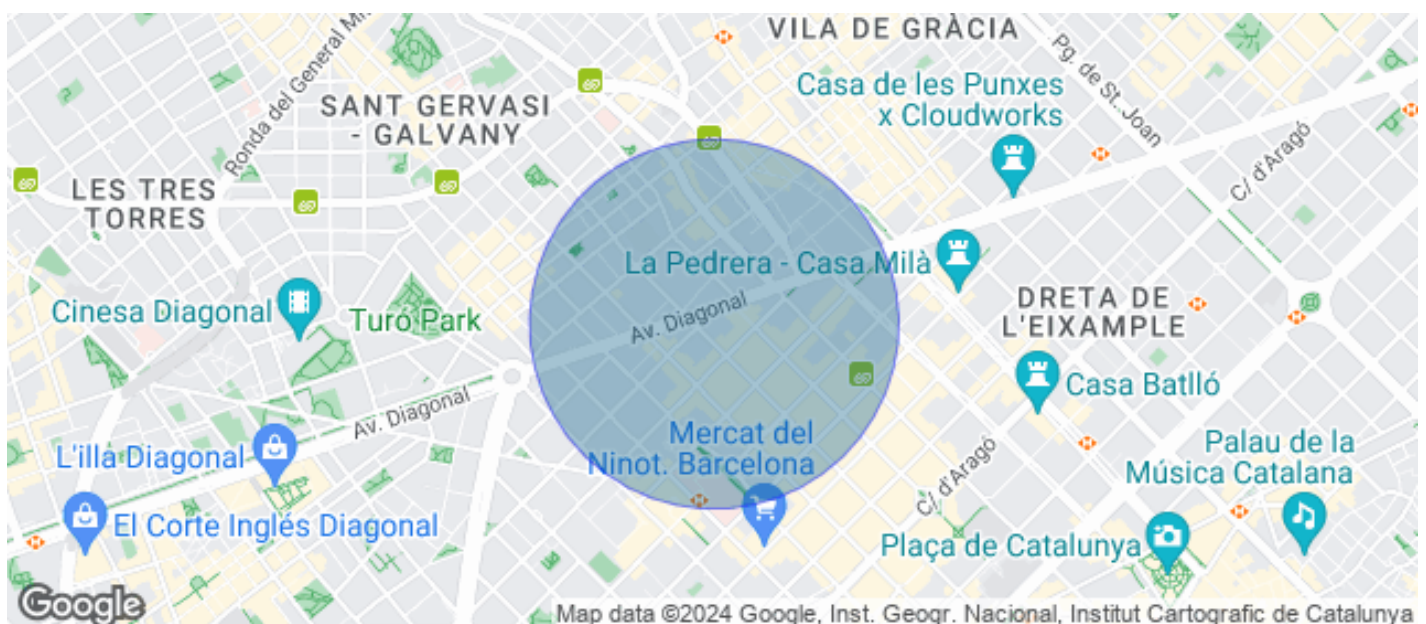 VILA DE GRÀCIA
Pg. de St. Joan
Casa de les Punxes
x Cloudworks
SANT GERVASI
- GALVANY
Ronda del General Mi
C/ d'Aragó
LES TRES
TORRES
La Pedrera - Casa Milà
Cinesa Diagonal
Turó Park
Av. Diagonal
DRETA DE
L'EIXAMPLE
Casa Batlló
Av. Diagonal
L'illa Diagonal
Mercat del
Ninot. Barcelona
C/ d'Aragó
Palau de la
Música Catalana
El Corte Inglés Diagonal
Plaça de Catalunya
Google
Map data ©2024 Google, Inst. Geogr. Nacional, Institut Cartografic de Catalunya